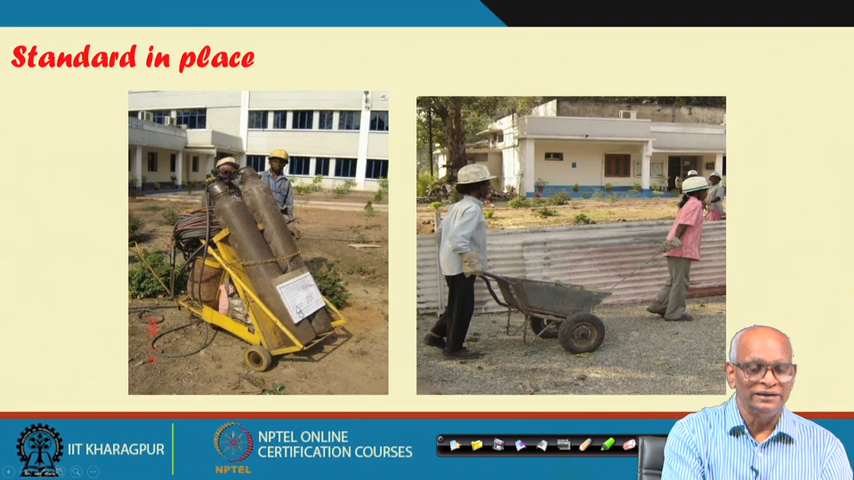 Standard in place
IIT KHARAGPUR
NPTEL
NPTEL ONLINE
CERTIFICATION COURSES